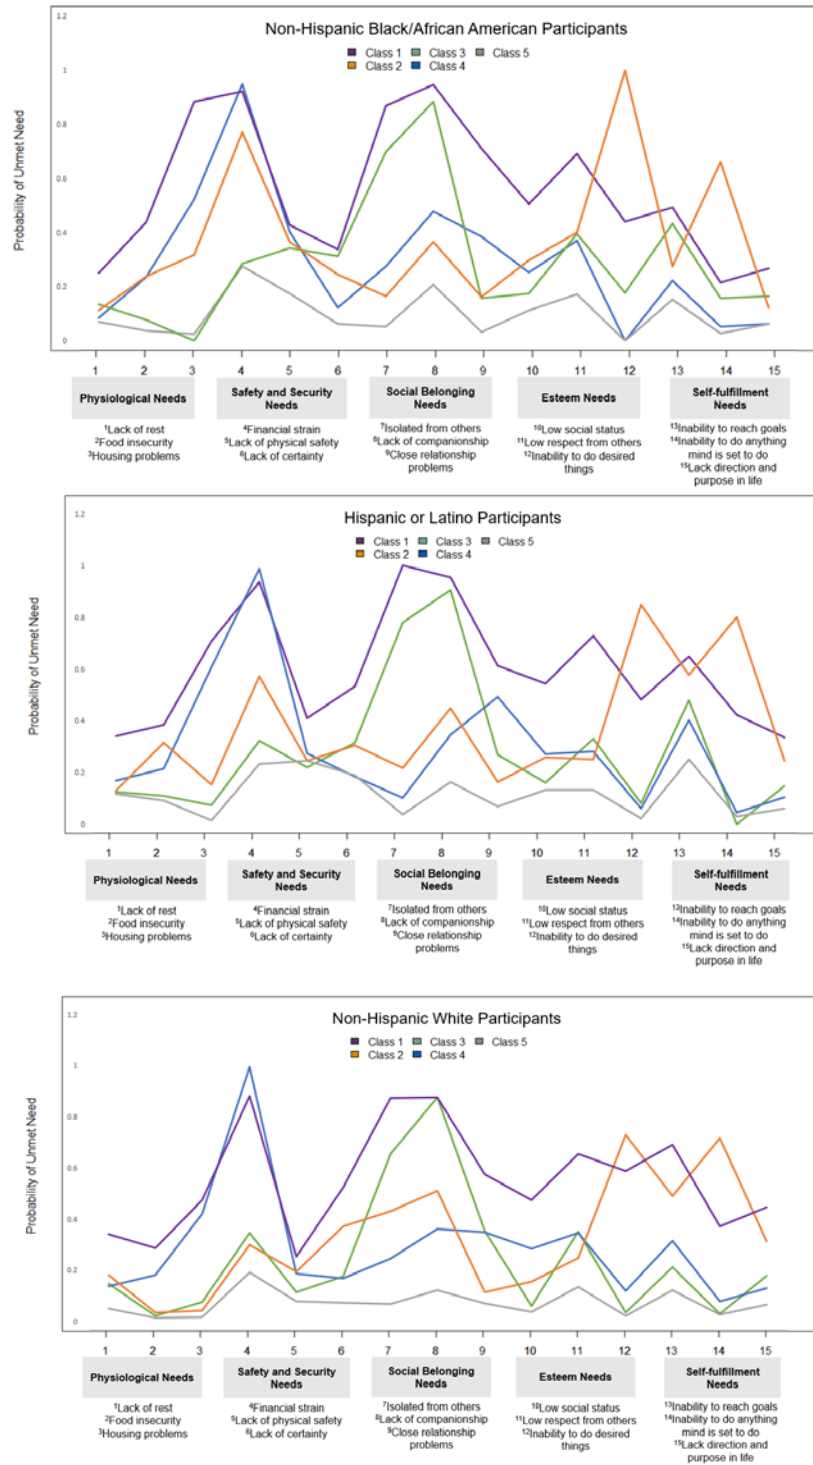 Non-Hispanic Black/African American Participants
Class 1 Class 3 Class 5
Class 2 Class 4
Probability of Unmet Need
1.2
1
0.8
0.6
0.4
0.2
0
1 2 3 4 5 6 7 8 9 10 11 12 13 14 15
Physiological Needs
¹Lack of rest
²Food insecurity
³Housing problems
Safety and Security
Needs
⁴Financial strain
⁵Lack of physical safety
⁶Lack of certainty
Social Belonging
Needs
⁷Isolated from others
⁸Lack of companionship
⁹Close relationship
problems
Esteem Needs
¹⁰Low social status
¹¹Low respect from others
¹²Inability to do desired
things
Self-fulfillment
Needs
¹³Inability to reach goals
¹⁴Inability to do anything
mind is set to do
¹⁵Lack direction and
purpose in life
Hispanic or Latino Participants
Class 1 Class 3 Class 5
Class 2 Class 4
Probability of Unmet Need
1.2
1
0.8
0.6
0.4
0.2
0
1 2 3 4 5 6 7 8 9 10 11 12 13 14 15
Physiological Needs
¹Lack of rest
²Food insecurity
³Housing problems
Safety and Security
Needs
⁴Financial strain
⁵Lack of physical safety
⁶Lack of certainty
Social Belonging
Needs
⁷Isolated from others
⁸Lack of companionship
⁹Close relationship
problems
Esteem Needs
¹⁰Low social status
¹¹Low respect from others
¹²Inability to do desired
things
Self-fulfillment
Needs
¹³Inability to reach goals
¹⁴Inability to do anything
mind is set to do
¹⁵Lack direction and
purpose in life
Non-Hispanic White Participants
Class 1 Class 3 Class 5
Class 2 Class 4
Probability of Unmet Need
1.2
1
0.8
0.6
0.4
0.2
0
1 2 3 4 5 6 7 8 9 10 11 12 13 14 15
Physiological Needs
¹Lack of rest
²Food insecurity
³Housing problems
Safety and Security
Needs
⁴Financial strain
⁵Lack of physical safety
⁶Lack of certainty
Social Belonging
Needs
⁷Isolated from others
⁸Lack of companionship
⁹Close relationship
problems
Esteem Needs
¹⁰Low social status
¹¹Low respect from others
¹²Inability to do desired
things
Self-fulfillment
Needs
¹³Inability to reach goals
¹⁴Inability to do anything
mind is set to do
¹⁵Lack direction and
purpose in life